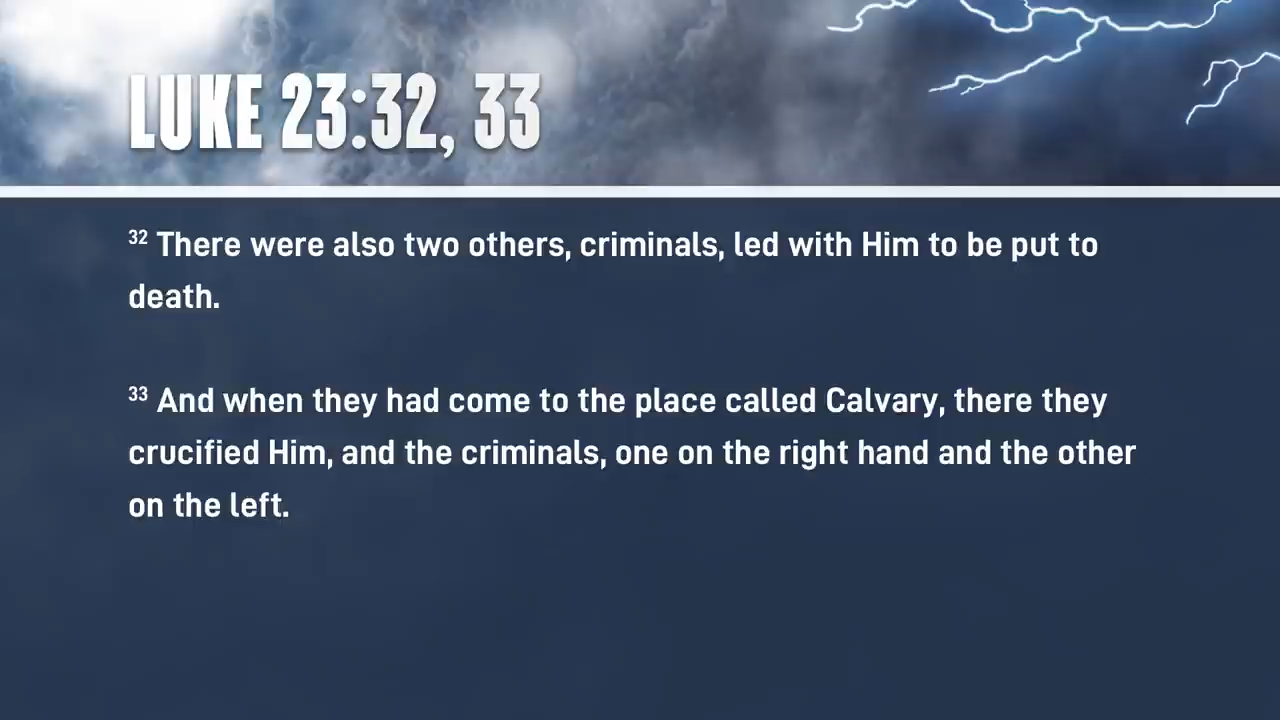 LUKE 23:32, 33
32 There were also two others, criminals, led with Him to be put to
death.
33 And when they had come to the place called Calvary, there they
crucified Him, and the criminals, one on the right hand and the other
on the left.